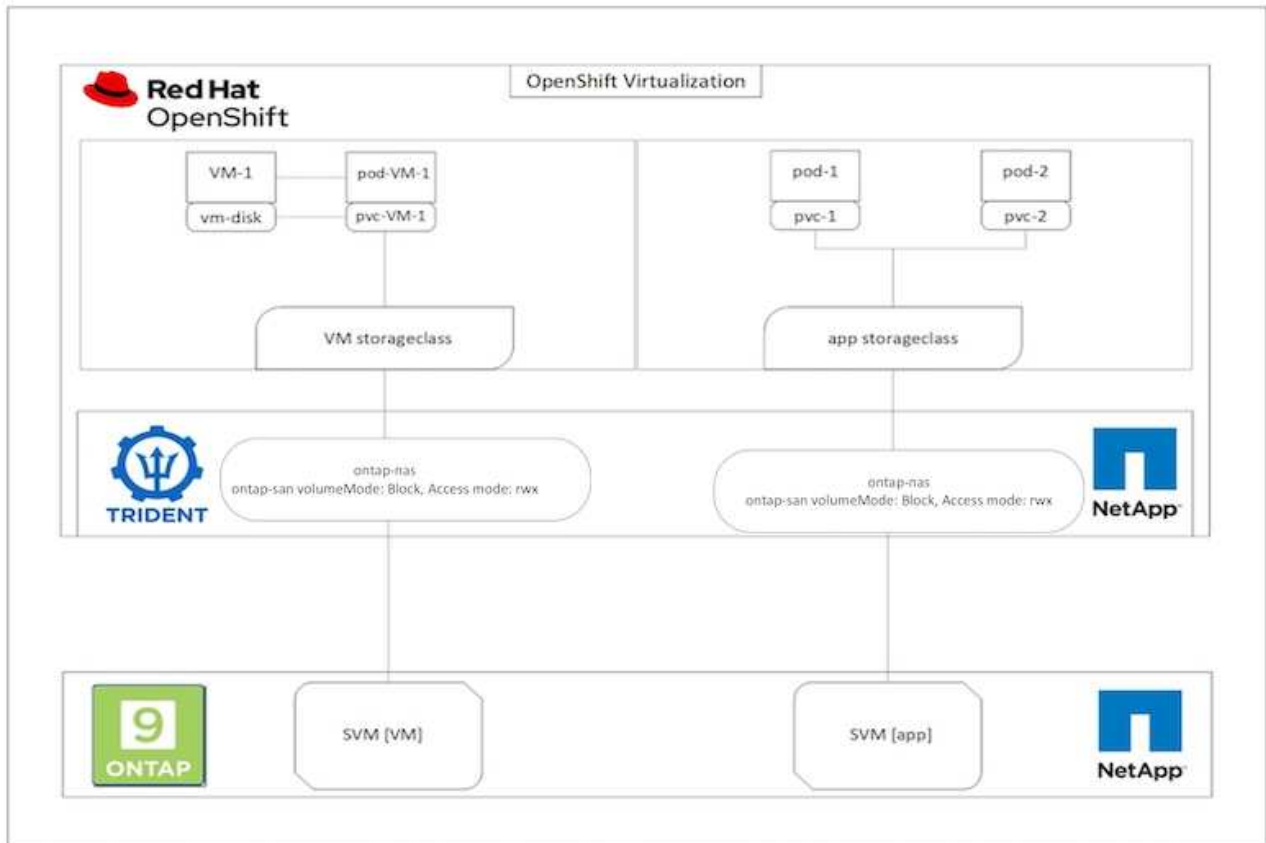 OpenShift Virtualization
Red Hat
OpenShift
VM-1
pod-VM-1
vm-disk
pvc-VM-1
pod-1
pod-2
pvc-1
pvc-2
VM storageclass
app storageclass
TRIDENT
ontap-nas
ontap-san volumeMode: Block, Access mode: rwx
ontap-nas
ontap-san volumeMode: Block, Access mode: rwx
NetApp
9
ONTAP
SVM [VM]
SVM [app]
NetApp